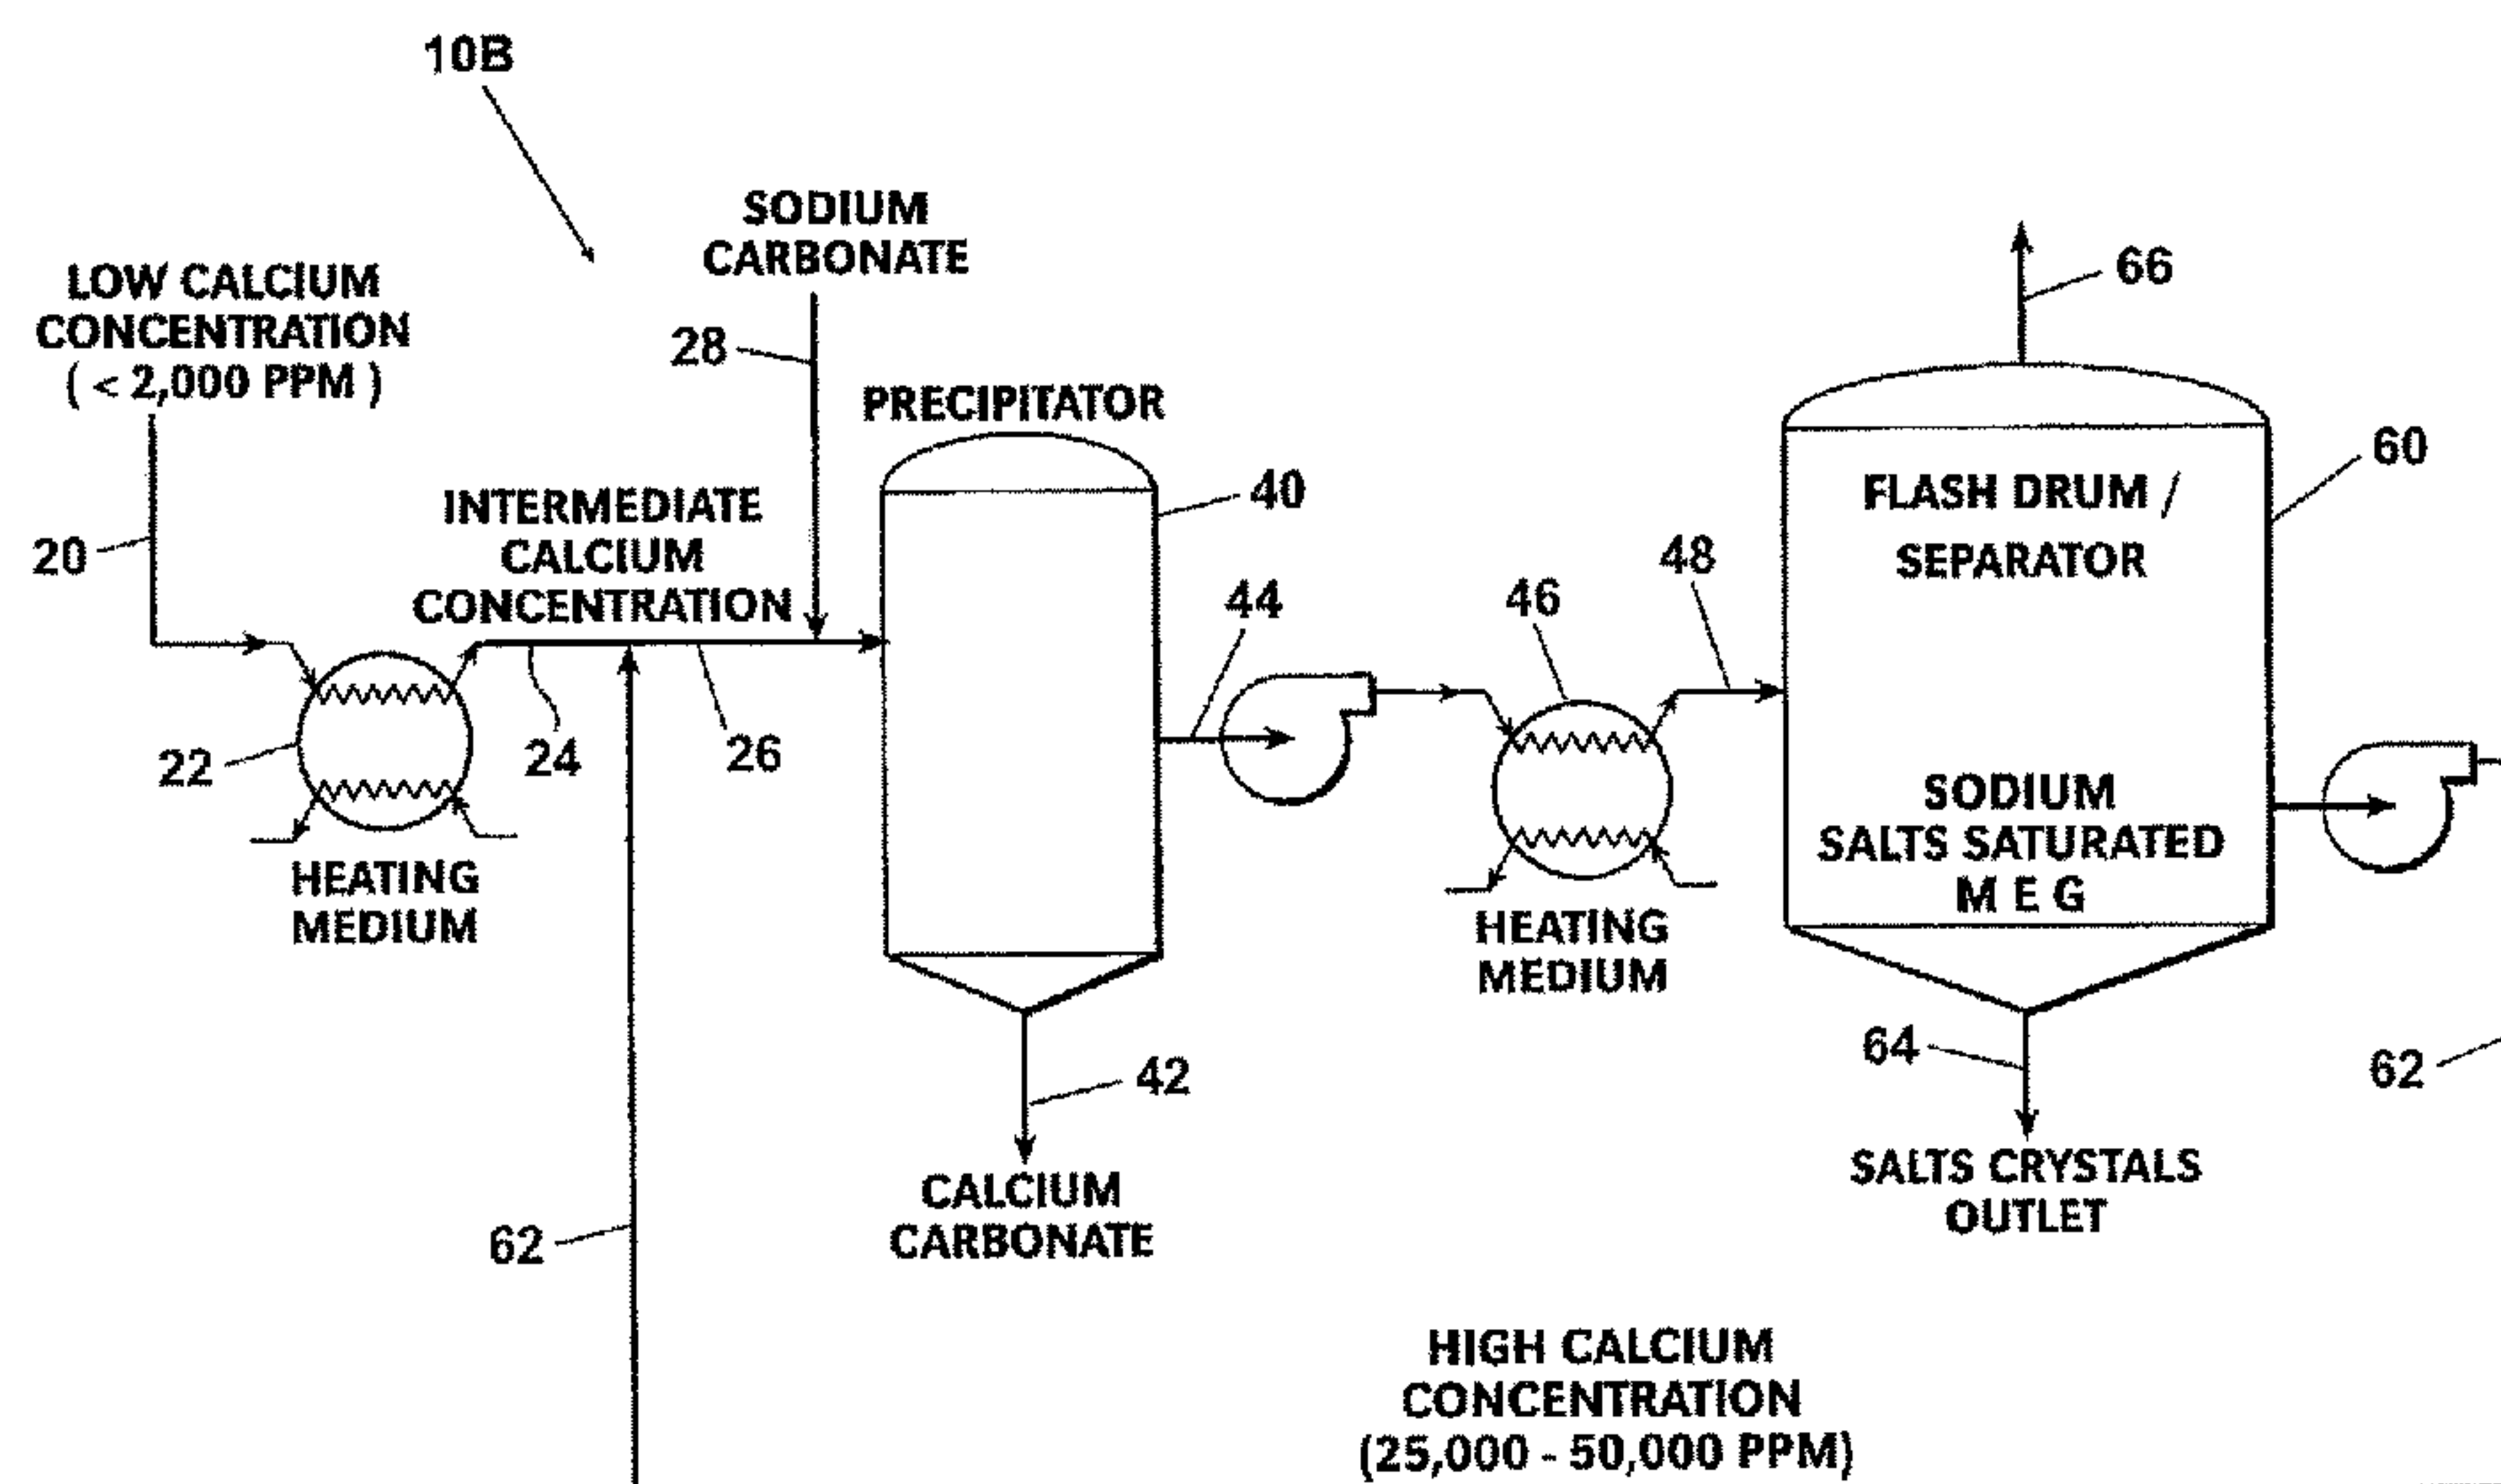 10B
SODIUM
CARBONATE
LOW CALCIUM
CONCENTRATION
( < 2,000 PPM )
28
66
PRECIPITATOR
60
FLASH DRUM /
SEPARATOR
40
INTERMEDIATE
CALCIUM
CONCENTRATION
20
48
46
44
22
24
26
HEATING
MEDIUM
SODIUM
SALTS SATURATED
M E G
HEATING
MEDIUM
64
62
42
SALTS CRYSTALS
OUTLET
CALCIUM
CARBONATE
62
HIGH CALCIUM
CONCENTRATION
(25,000 - 50,000 PPM)